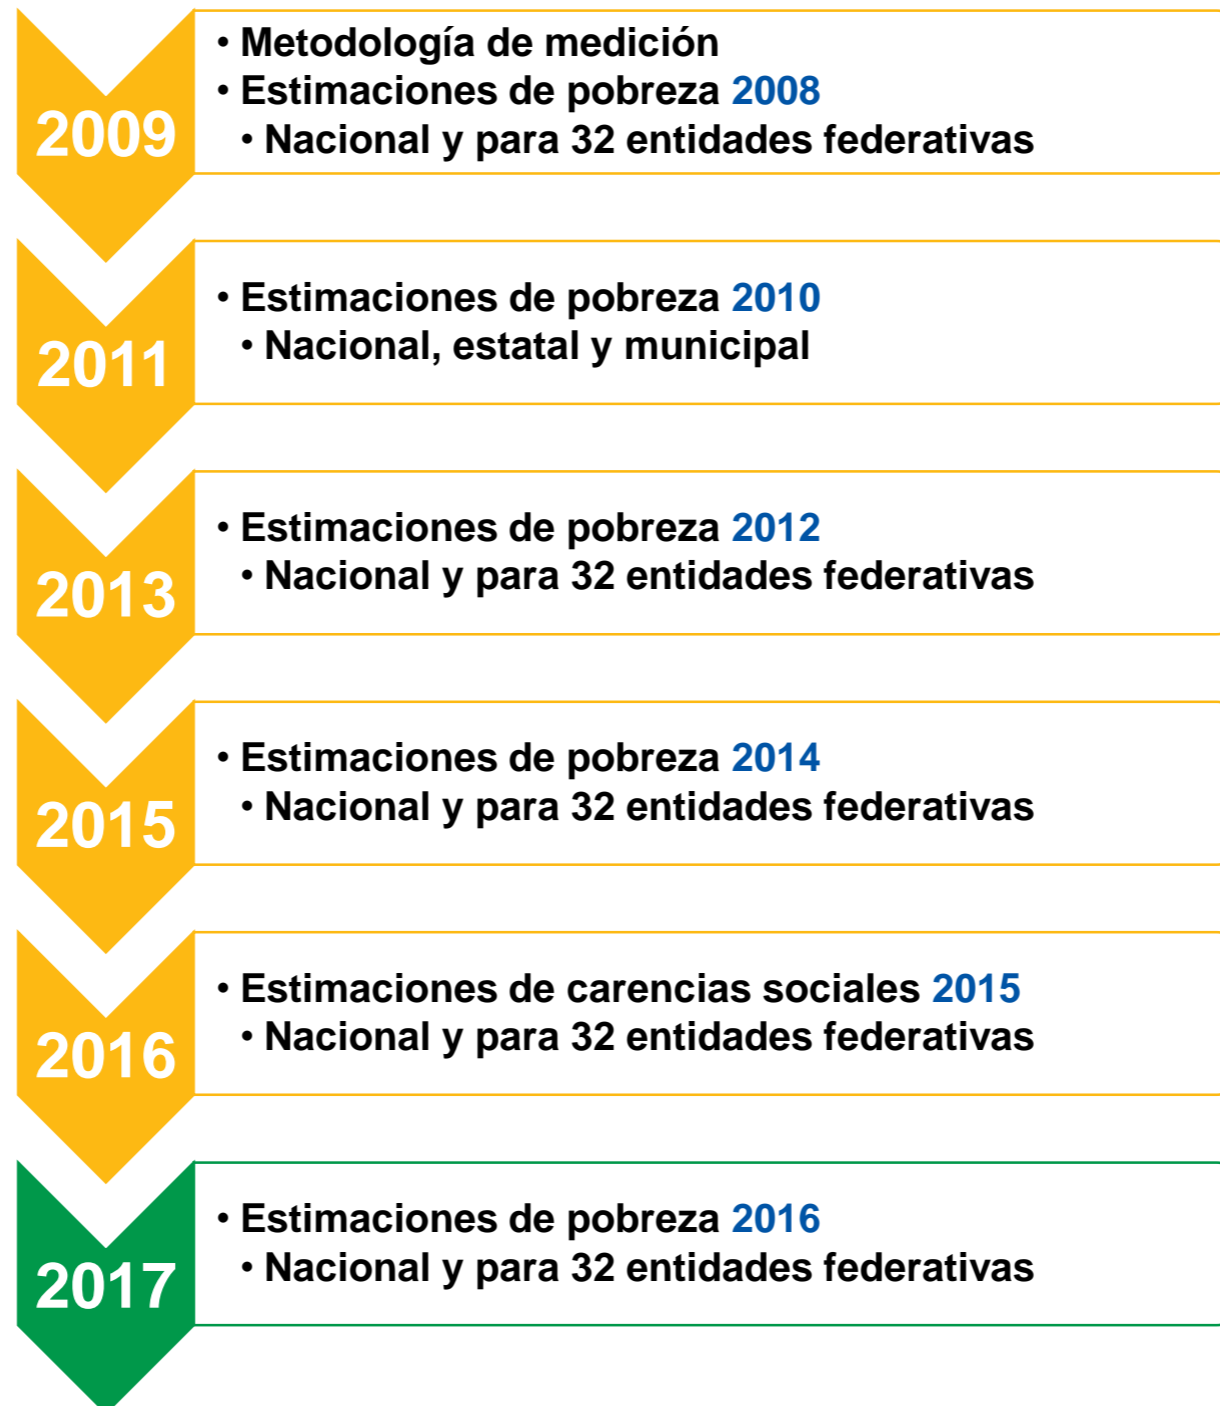 2009
• Metodología de medición
• Estimaciones de pobreza 2008
• Nacional y para 32 entidades federativas
2011
• Estimaciones de pobreza 2010
• Nacional, estatal y municipal
2013
• Estimaciones de pobreza 2012
• Nacional y para 32 entidades federativas
2015
• Estimaciones de pobreza 2014
• Nacional y para 32 entidades federativas
2016
• Estimaciones de carencias sociales 2015
• Nacional y para 32 entidades federativas
2017
• Estimaciones de pobreza 2016
• Nacional y para 32 entidades federativas